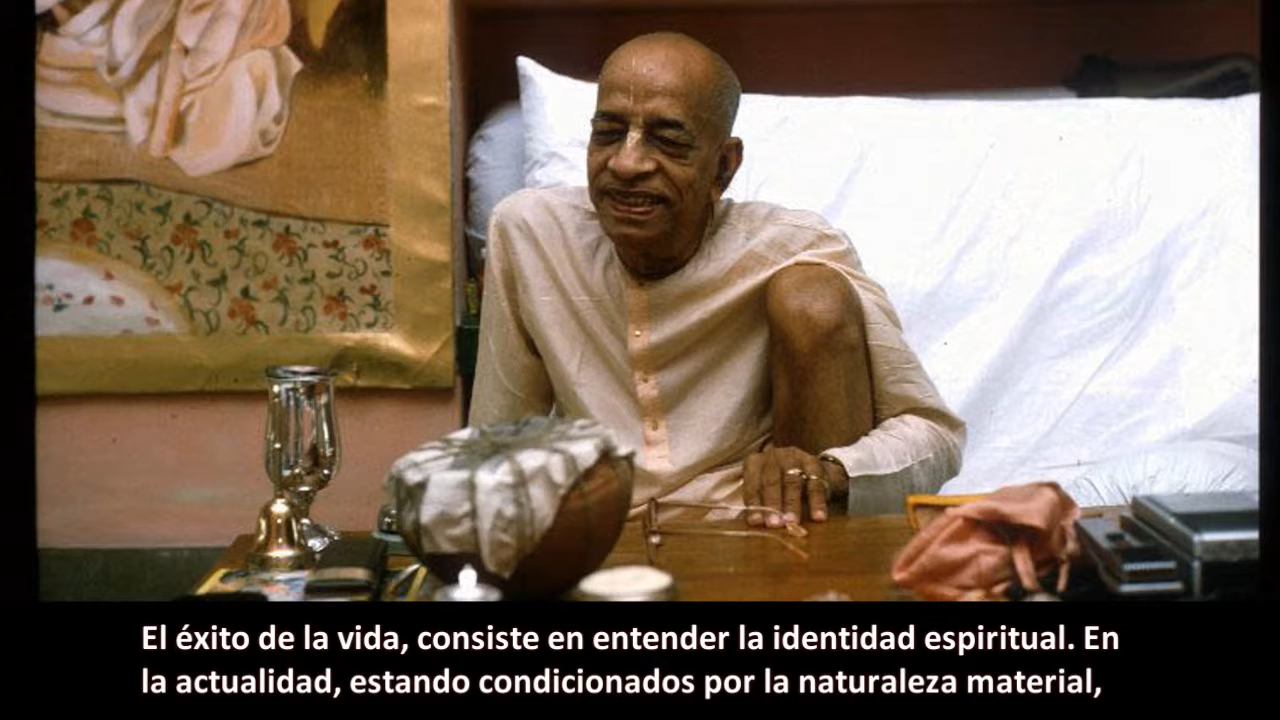 El éxito de la vida, consiste en entender la identidad espiritual. En
la actualidad, estando condicionados por la naturaleza material,